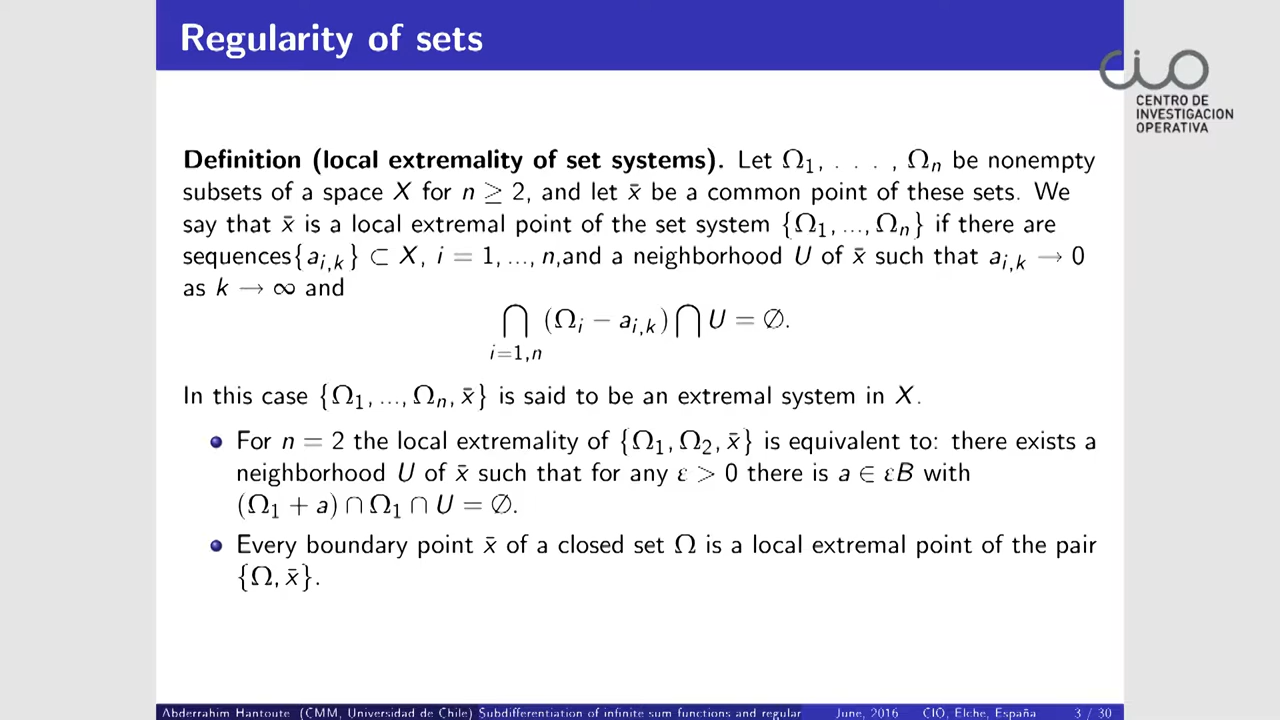 Regularity of sets
CIO
CENTRO DE
INVESTIGACION
OPERATIVA
Definition (local extremality of set systems). Let Ω₁, . . . , Ωₙ be nonempty
subsets of a space X for n ≥ 2, and let x̄ be a common point of these sets. We
say that x̄ is a local extremal point of the set system {Ω₁, ..., Ωₙ} if there are
sequences{a_{i,k}} ⊂ X, i = 1, ..., n,and a neighborhood U of x̄ such that a_{i,k} → 0
as k → ∞ and
⋂ (Ω_i − a_{i,k}) ⋂ U = ∅.
i=1,n
In this case {Ω₁, ..., Ωₙ, x̄} is said to be an extremal system in X.
For n = 2 the local extremality of {Ω₁, Ω₂, x̄} is equivalent to: there exists a
neighborhood U of x̄ such that for any ε > 0 there is a ∈ εB with
(Ω₁ + a) ∩ Ω₁ ∩ U = ∅.
Every boundary point x̄ of a closed set Ω is a local extremal point of the pair
{Ω, x̄}.
Abderrahim Hantoute (CMM, Universidad de Chile) Subdifferentiation of infinite sum functions and regular June, 2016 CIO, Elche, España 3 / 30